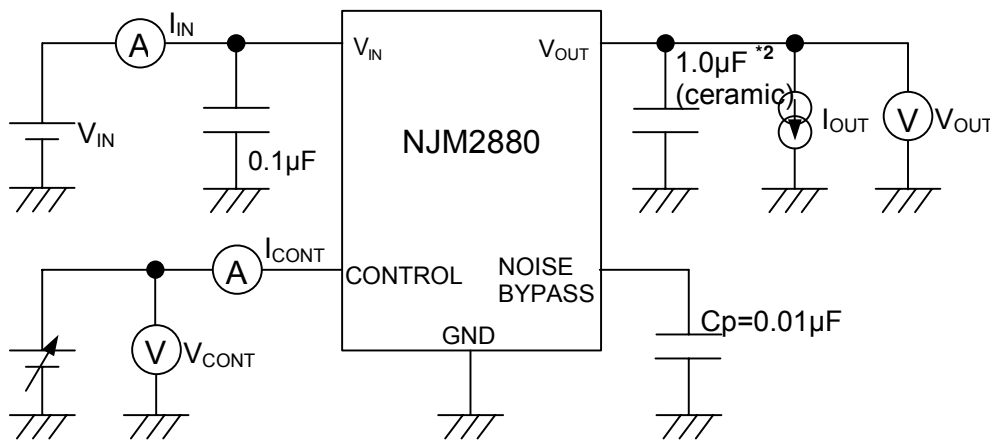 A
I_IN
V_IN
V_OUT
1.0µF *2
(ceramic)
V_IN
0.1µF
NJM2880
I_OUT
V
V_OUT
A
I_CONT
CONTROL
NOISE
BYPASS
V
V_CONT
GND
Cp=0.01µF